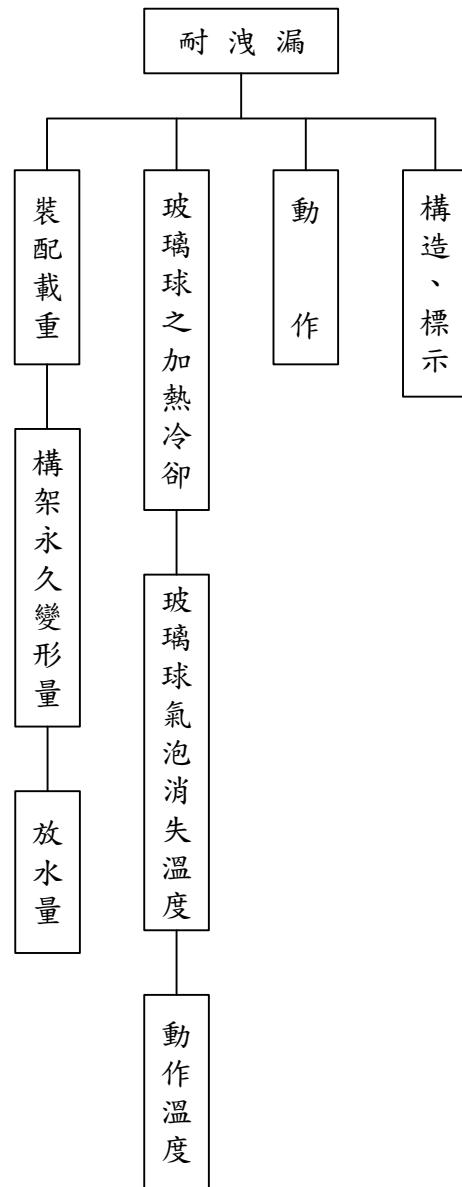 耐洩漏
裝配載重
構架永久變形量
放水量
玻璃球之加熱冷卻
玻璃球氣泡消失溫度
動作溫度
動作
構造、標示